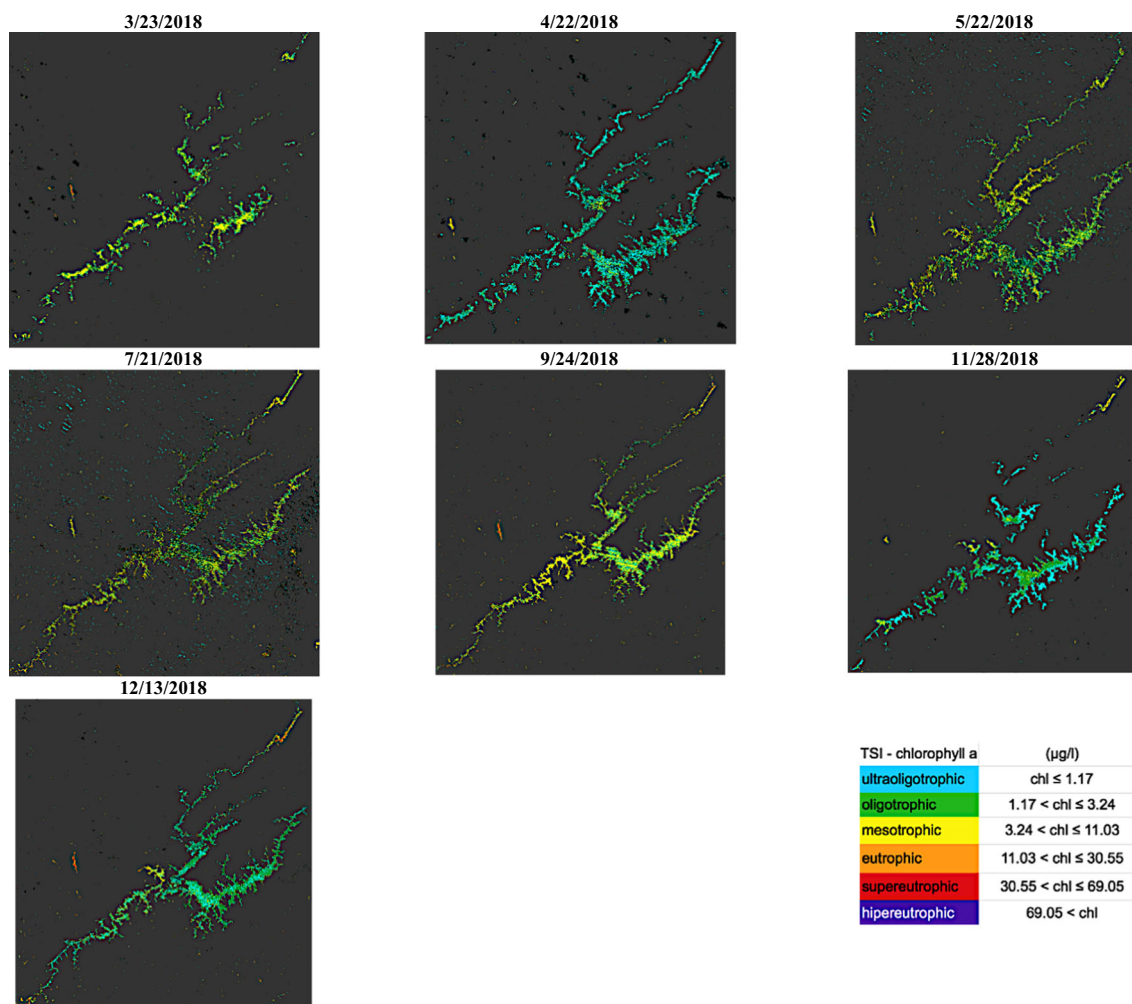 3/23/2018
4/22/2018
5/22/2018
7/21/2018
9/24/2018
11/28/2018
12/13/2018
TSI - chlorophyll a (µg/l)
ultraoligotrophic chl ≤ 1.17
oligotrophic 1.17 < chl ≤ 3.24
mesotrophic 3.24 < chl ≤ 11.03
eutrophic 11.03 < chl ≤ 30.55
supereutrophic 30.55 < chl ≤ 69.05
hipereutrophic 69.05 < chl